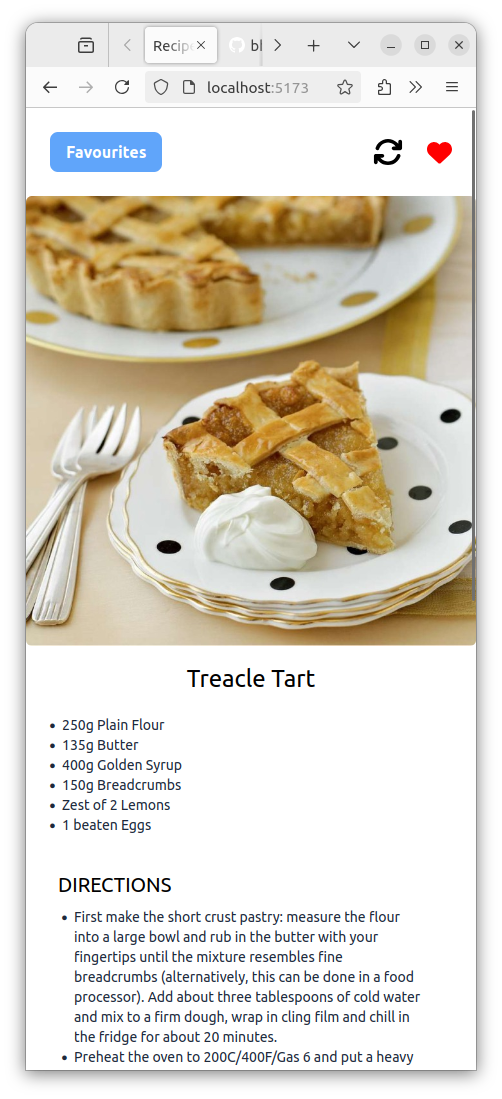 Recipe
bl
localhost:5173
Favourites
Treacle Tart
• 250g Plain Flour
• 135g Butter
• 400g Golden Syrup
• 150g Breadcrumbs
• Zest of 2 Lemons
• 1 beaten Eggs
DIRECTIONS
• First make the short crust pastry: measure the flour
into a large bowl and rub in the butter with your
fingertips until the mixture resembles fine
breadcrumbs (alternatively, this can be done in a food
processor). Add about three tablespoons of cold water
and mix to a firm dough, wrap in cling film and chill in
the fridge for about 20 minutes.
• Preheat the oven to 200C/400F/Gas 6 and put a heavy